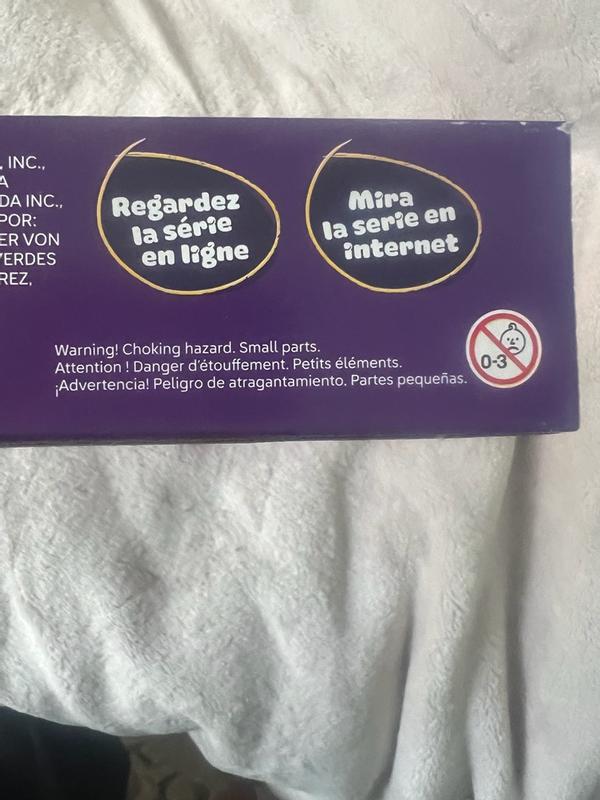 . INC.,
A
DA INC.,
POR:
ER VON
VERDES
REZ,
Regardez
la série
en ligne
Mira
la serie en
internet
Warning! Choking hazard. Small parts.
Attention ! Danger d'étouffement. Petits éléments.
¡Advertencia! Peligro de atragantamiento. Partes pequeñas.
0-3